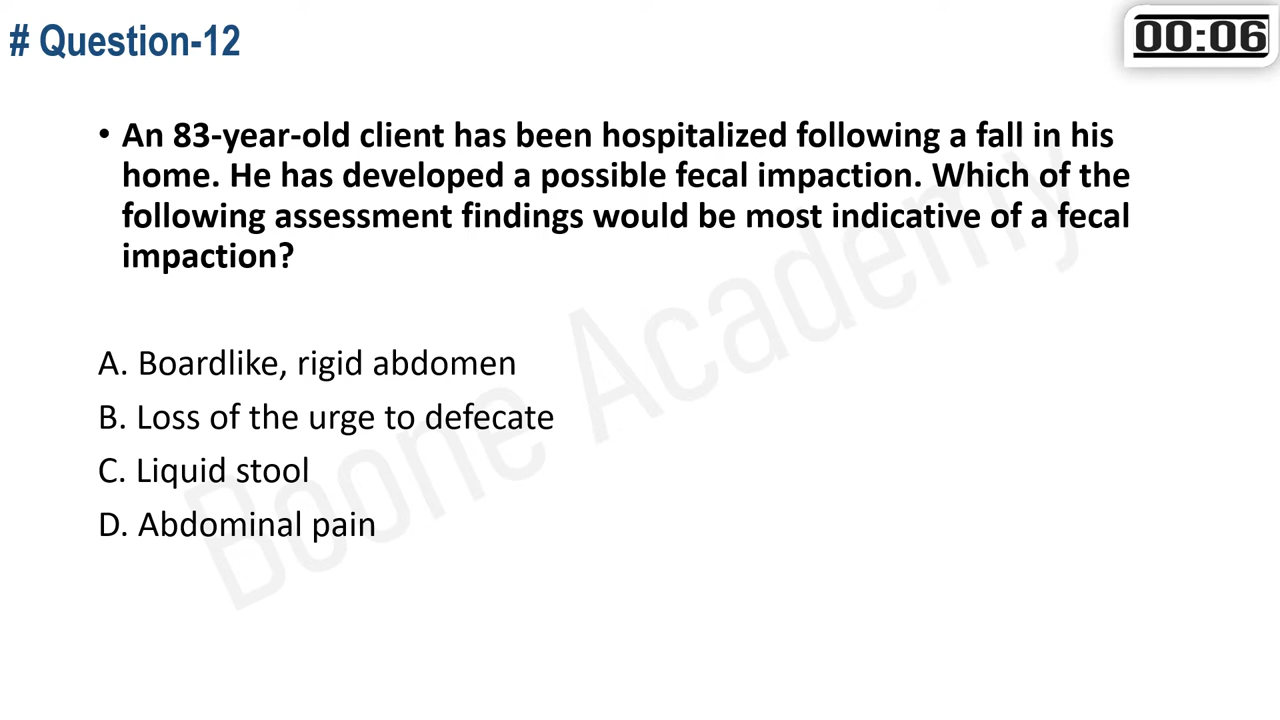 # Question-12
00:06
• An 83-year-old client has been hospitalized following a fall in his
home. He has developed a possible fecal impaction. Which of the
following assessment findings would be most indicative of a fecal
impaction?
A. Boardlike, rigid abdomen
B. Loss of the urge to defecate
C. Liquid stool
D. Abdominal pain
Boone Academy